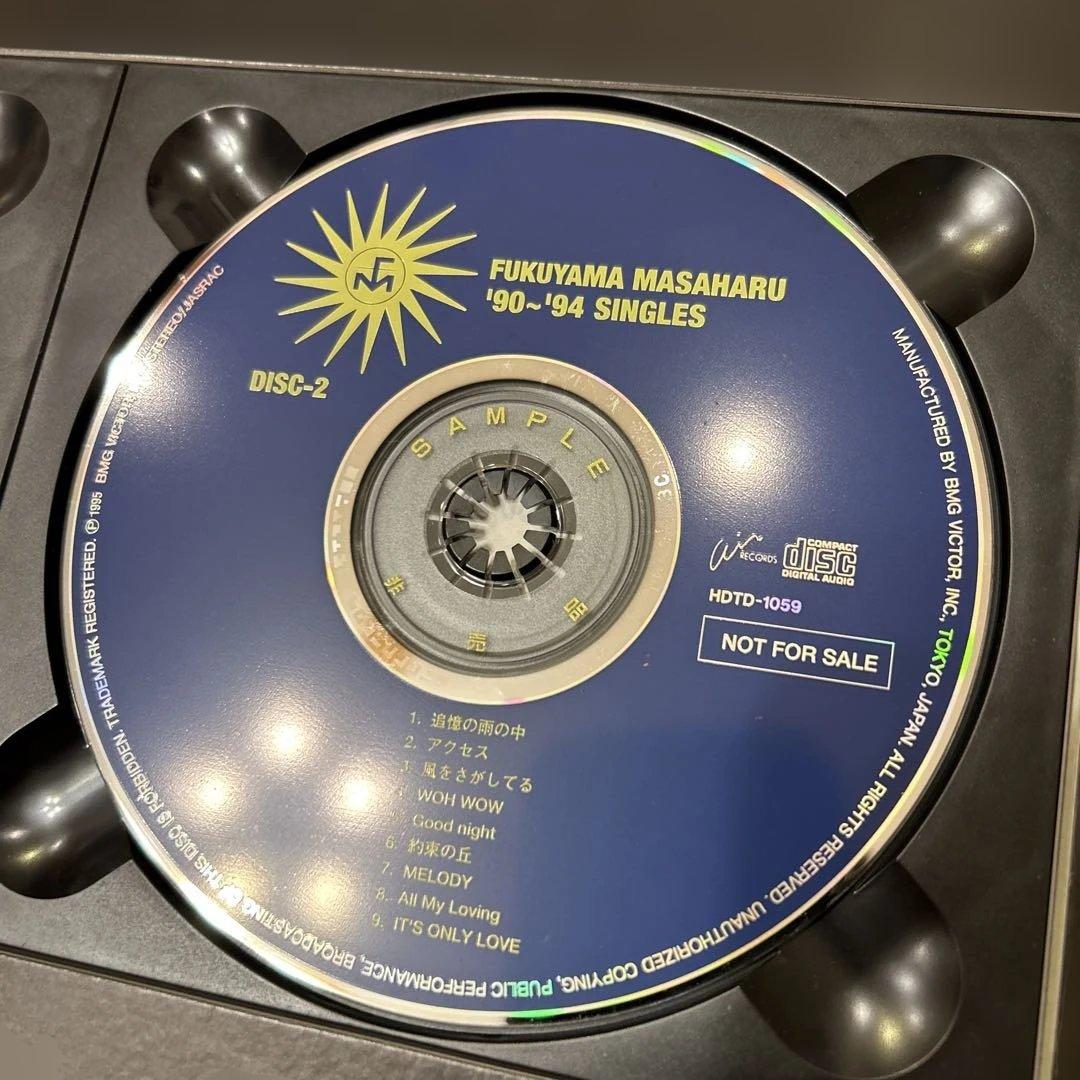 FUKUYAMA MASAHARU
'90~'94 SINGLES
DISC-2
SAMPLE
非売品
AIR RECORDS
COMPACT
disc
DIGITAL AUDIO
HDTD-1059
NOT FOR SALE
1. 追憶の雨の中
2. アクセス
3. 風をさがしてる
WOH WOW
Good night
6. 約束の丘
7. MELODY
8. All My Loving
9. IT'S ONLY LOVE
MANUFACTURED BY BMG VICTOR, INC., TOKYO, JAPAN. ALL RIGHTS RESERVED. UNAUTHORIZED COPYING, PUBLIC PERFORMANCE, BROADCASTING OF THIS DISC IS FORBIDDEN. TRADEMARK REGISTERED. Ⓟ 1995 BMG VICTOR, STEREO/JASRAC